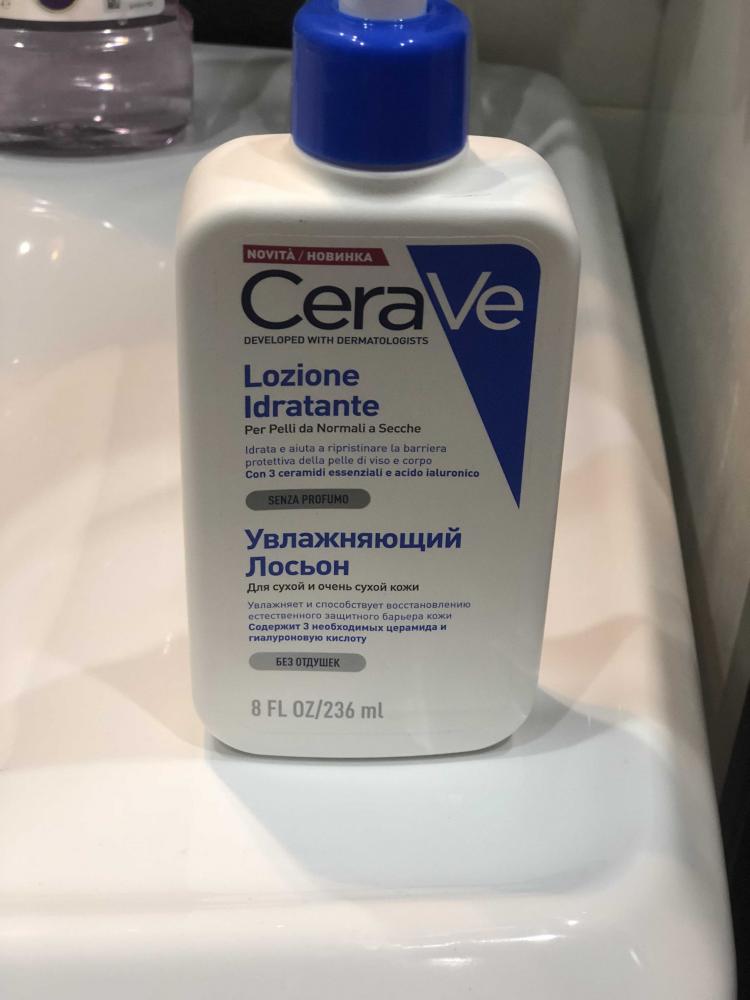 NOVITÀ / НОВИНКА
CeraVe
DEVELOPED WITH DERMATOLOGISTS
Lozione
Idratante
Per Pelli da Normali a Secche
Idrata e aiuta a ripristinare la barriera
protettiva della pelle di viso e corpo
Con 3 ceramidi essenziali e acido ialuronico
SENZA PROFUMO
Увлажняющий
Лосьон
Для сухой и очень сухой кожи
Увлажняет и способствует восстановлению
естественного защитного барьера кожи
Содержит 3 необходимых церамида и
гиалуроновую кислоту
БЕЗ ОТДУШЕК
8 FL OZ/236 ml